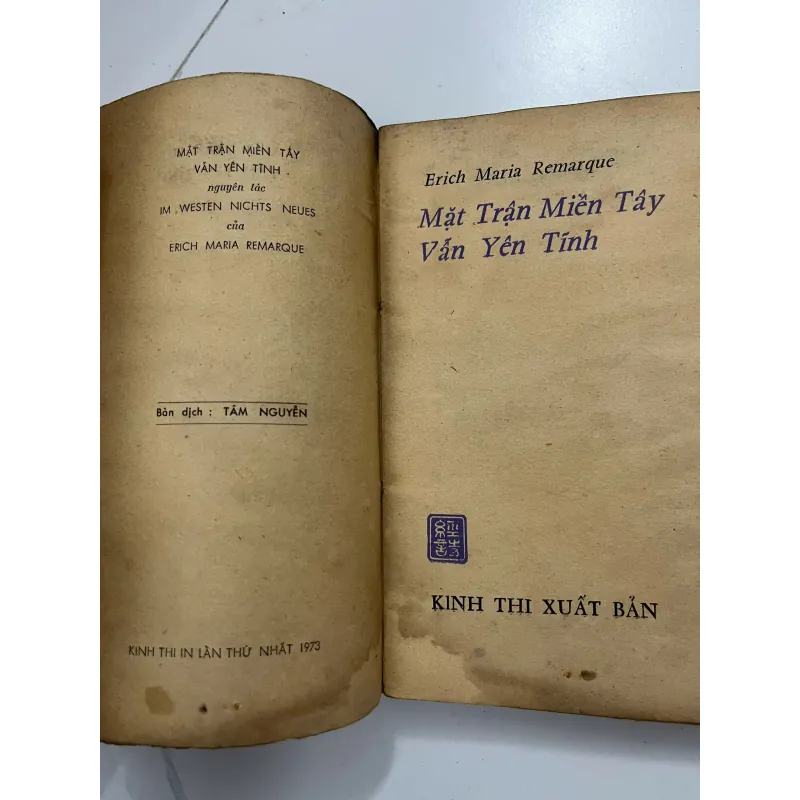 MẶT TRẬN MIỀN TÂY
VẪN YÊN TĨNH
nguyên tác
IM WESTEN NICHTS NEUES
của
ERICH MARIA REMARQUE
Bản dịch : TÂM NGUYỄN
KINH THI IN LẦN THỨ NHẤT 1973
Erich Maria Remarque
Mặt Trận Miền Tây
Vẫn Yên Tĩnh
KINH THI XUẤT BẢN